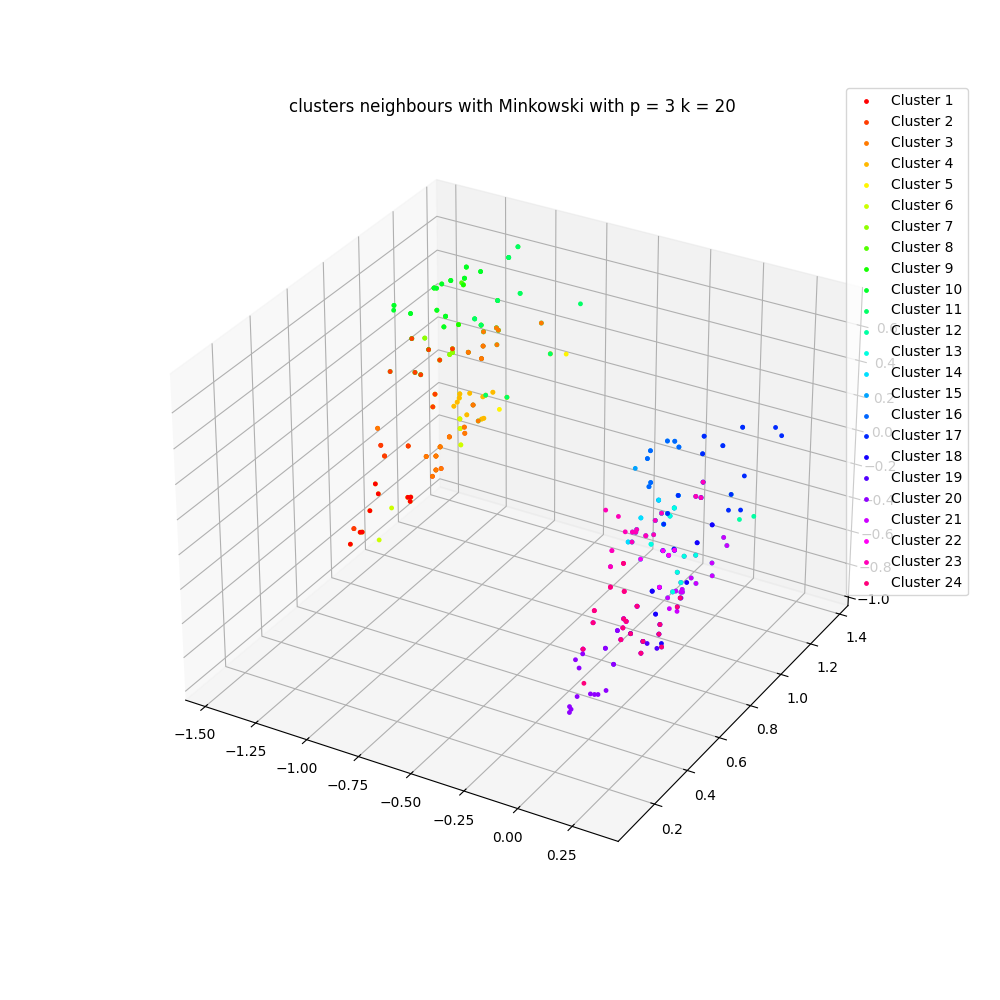 clusters neighbours with Minkowski with p = 3 k = 20
Cluster 1
Cluster 2
Cluster 3
Cluster 4
Cluster 5
Cluster 6
Cluster 7
Cluster 8
Cluster 9
Cluster 10
Cluster 11
Cluster 12
Cluster 13
Cluster 14
Cluster 15
Cluster 16
Cluster 17
Cluster 18
Cluster 19
Cluster 20
Cluster 21
Cluster 22
Cluster 23
Cluster 24
0.6
0.4
0.2
0.0
−0.2
−0.4
−0.6
−0.8
−1.0
1.4
1.2
1.0
0.8
0.6
0.4
0.2
−1.50
−1.25
−1.00
−0.75
−0.50
−0.25
0.00
0.25